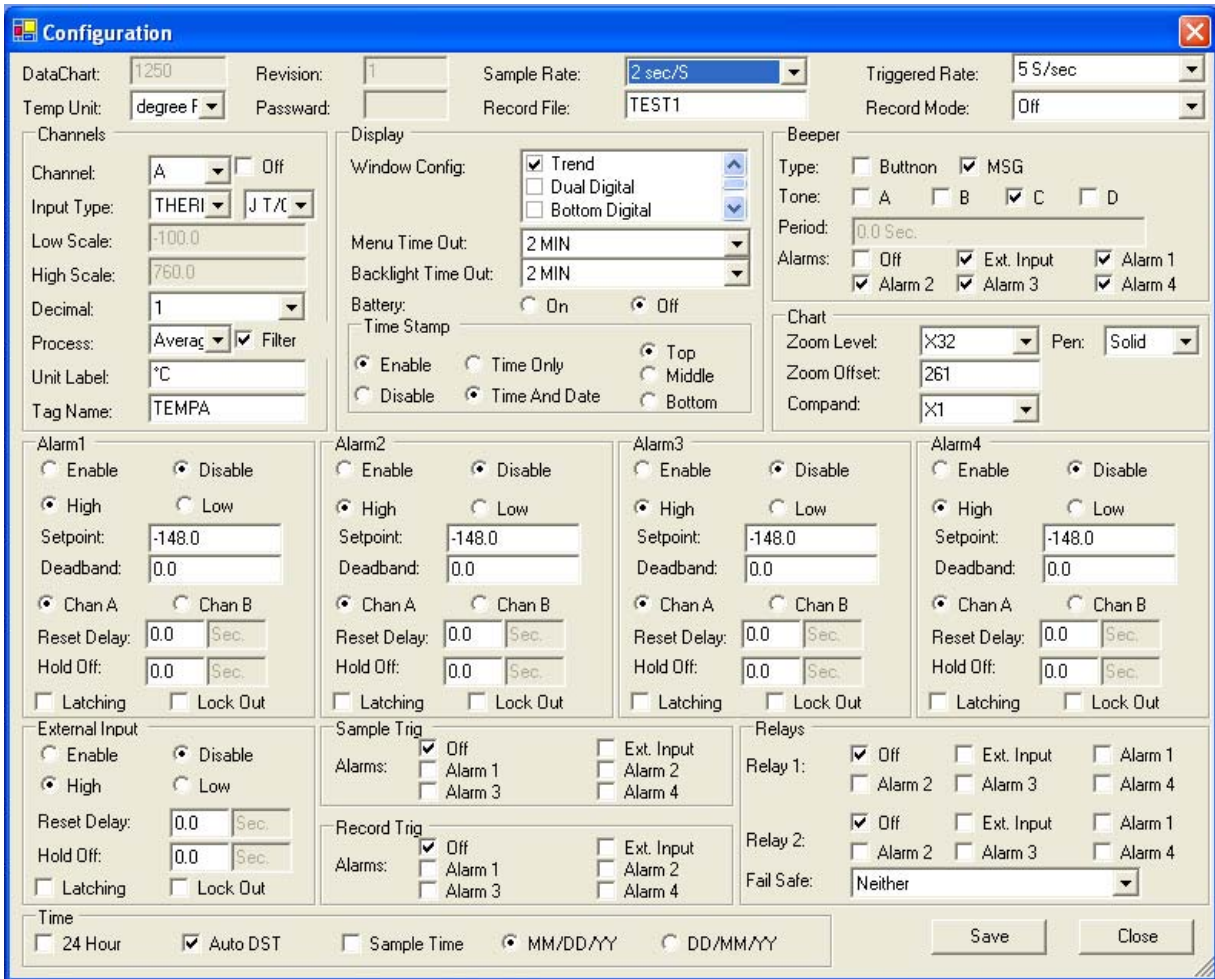 Configuration
DataChart: 1250 Revision: 1 Sample Rate: 2 sec/S Triggered Rate: 5 S/sec
Temp Unit: degree F Passward: Record File: TEST1 Record Mode: Off
Channels
Channel: A Off
Input Type: THERI J T/C
Low Scale: -100.0
High Scale: 760.0
Decimal: 1
Process: Averag Filter
Unit Label: °C
Tag Name: TEMPA
Display
Window Config: Trend
Dual Digital
Bottom Digital
Menu Time Out: 2 MIN
Backlight Time Out: 2 MIN
Battery: On Off
Time Stamp
Enable Time Only Top
Middle
Disable Time And Date Bottom
Beeper
Type: Buttnon MSG
Tone: A B C D
Period: 0.0 Sec.
Alarms: Off Ext. Input Alarm 1
Alarm 2 Alarm 3 Alarm 4
Chart
Zoom Level: X32 Pen: Solid
Zoom Offset: 261
Compand: X1
Alarm1
Enable Disable
High Low
Setpoint: -148.0
Deadband: 0.0
Chan A Chan B
Reset Delay: 0.0 Sec.
Hold Off: 0.0 Sec.
Latching Lock Out
Alarm2
Enable Disable
High Low
Setpoint: -148.0
Deadband: 0.0
Chan A Chan B
Reset Delay: 0.0 Sec.
Hold Off: 0.0 Sec.
Latching Lock Out
Alarm3
Enable Disable
High Low
Setpoint: -148.0
Deadband: 0.0
Chan A Chan B
Reset Delay: 0.0 Sec.
Hold Off: 0.0 Sec.
Latching Lock Out
Alarm4
Enable Disable
High Low
Setpoint: -148.0
Deadband: 0.0
Chan A Chan B
Reset Delay: 0.0 Sec.
Hold Off: 0.0 Sec.
Latching Lock Out
External Input
Enable Disable
High Low
Reset Delay: 0.0 Sec.
Hold Off: 0.0 Sec.
Latching Lock Out
Sample Trig
Alarms: Off Ext. Input
Alarm 1 Alarm 2
Alarm 3 Alarm 4
Record Trig
Alarms: Off Ext. Input
Alarm 1 Alarm 2
Alarm 3 Alarm 4
Relays
Relay 1: Off Ext. Input Alarm 1
Alarm 2 Alarm 3 Alarm 4
Relay 2: Off Ext. Input Alarm 1
Alarm 2 Alarm 3 Alarm 4
Fail Safe: Neither
Time
24 Hour Auto DST Sample Time MM/DD/YY DD/MM/YY
Save Close